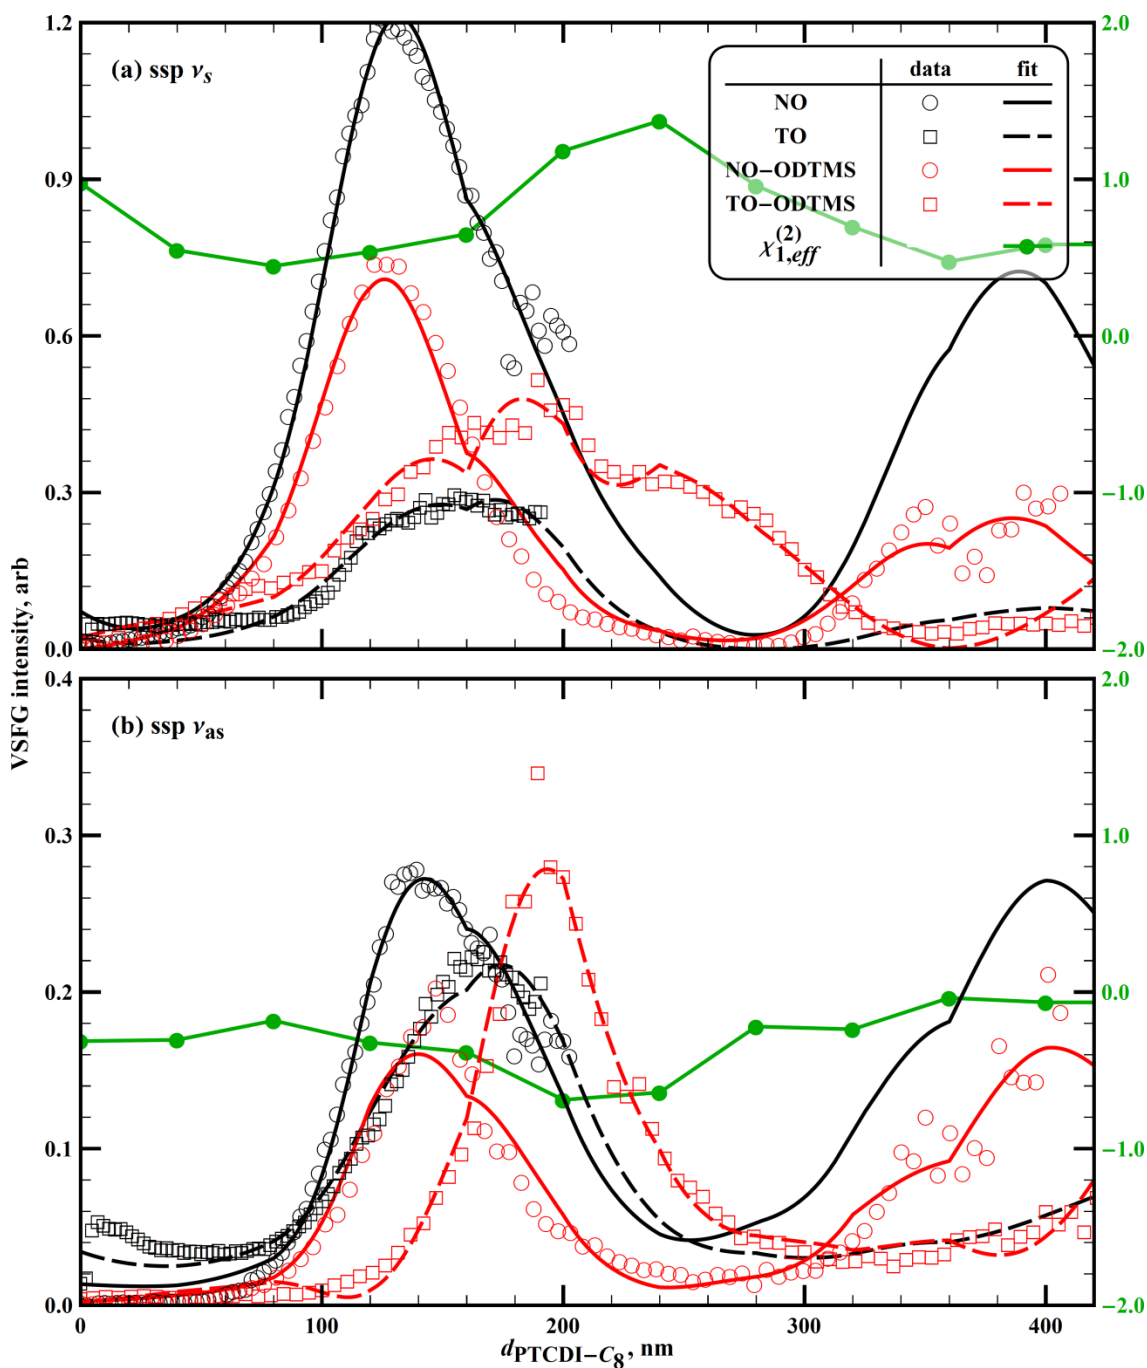 1.2
2.0
(a) ssp νs
data fit
NO
TO
NO−ODTMS
TO−ODTMS
χ(2)1,eff
0.9
1.0
0.6
0.0
0.3
−1.0
0.0
−2.0
VSFG intensity, arb
0.4
2.0
(b) ssp νas
0.3
1.0
0.2
0.0
0.1
−1.0
0.0
−2.0
0 100 200 300 400
dPTCDI−C8, nm